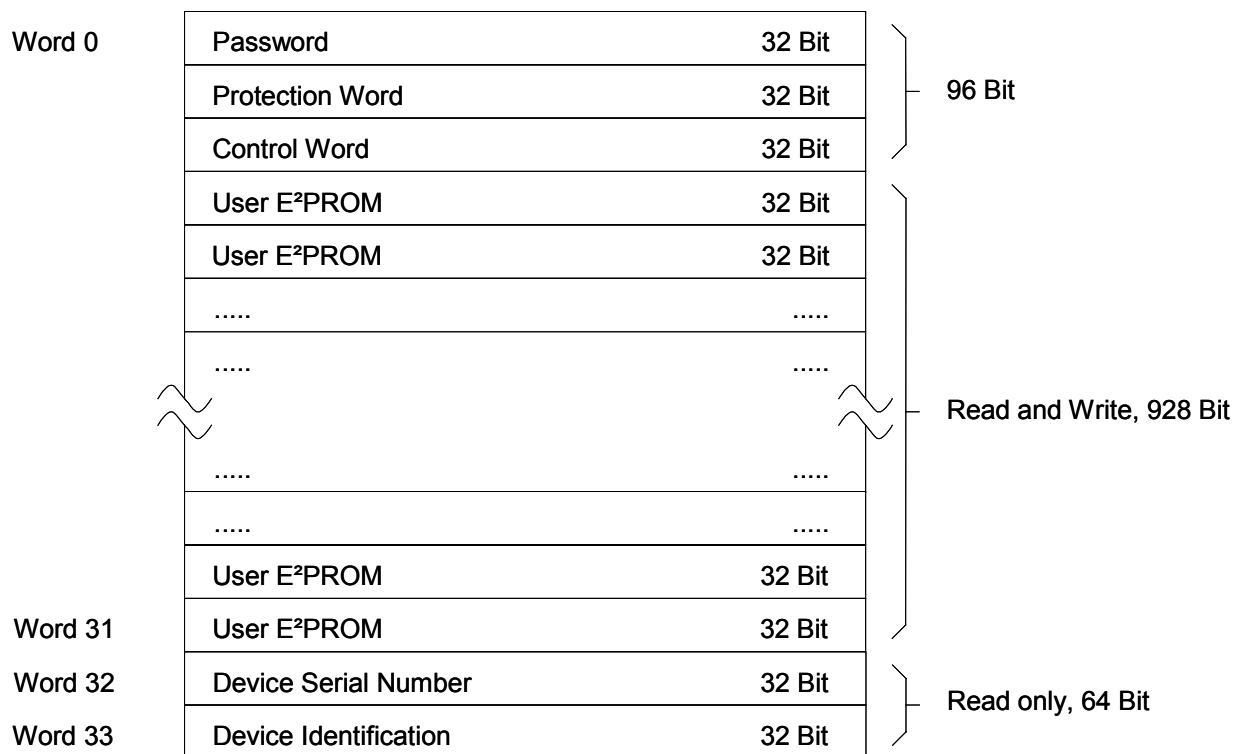 Word 0 Password 32 Bit
Protection Word 32 Bit
96 Bit
Control Word 32 Bit
User E²PROM 32 Bit
User E²PROM 32 Bit
..... .....
..... .....
Read and Write, 928 Bit
..... .....
..... .....
User E²PROM 32 Bit
Word 31 User E²PROM 32 Bit
Word 32 Device Serial Number 32 Bit
Read only, 64 Bit
Word 33 Device Identification 32 Bit